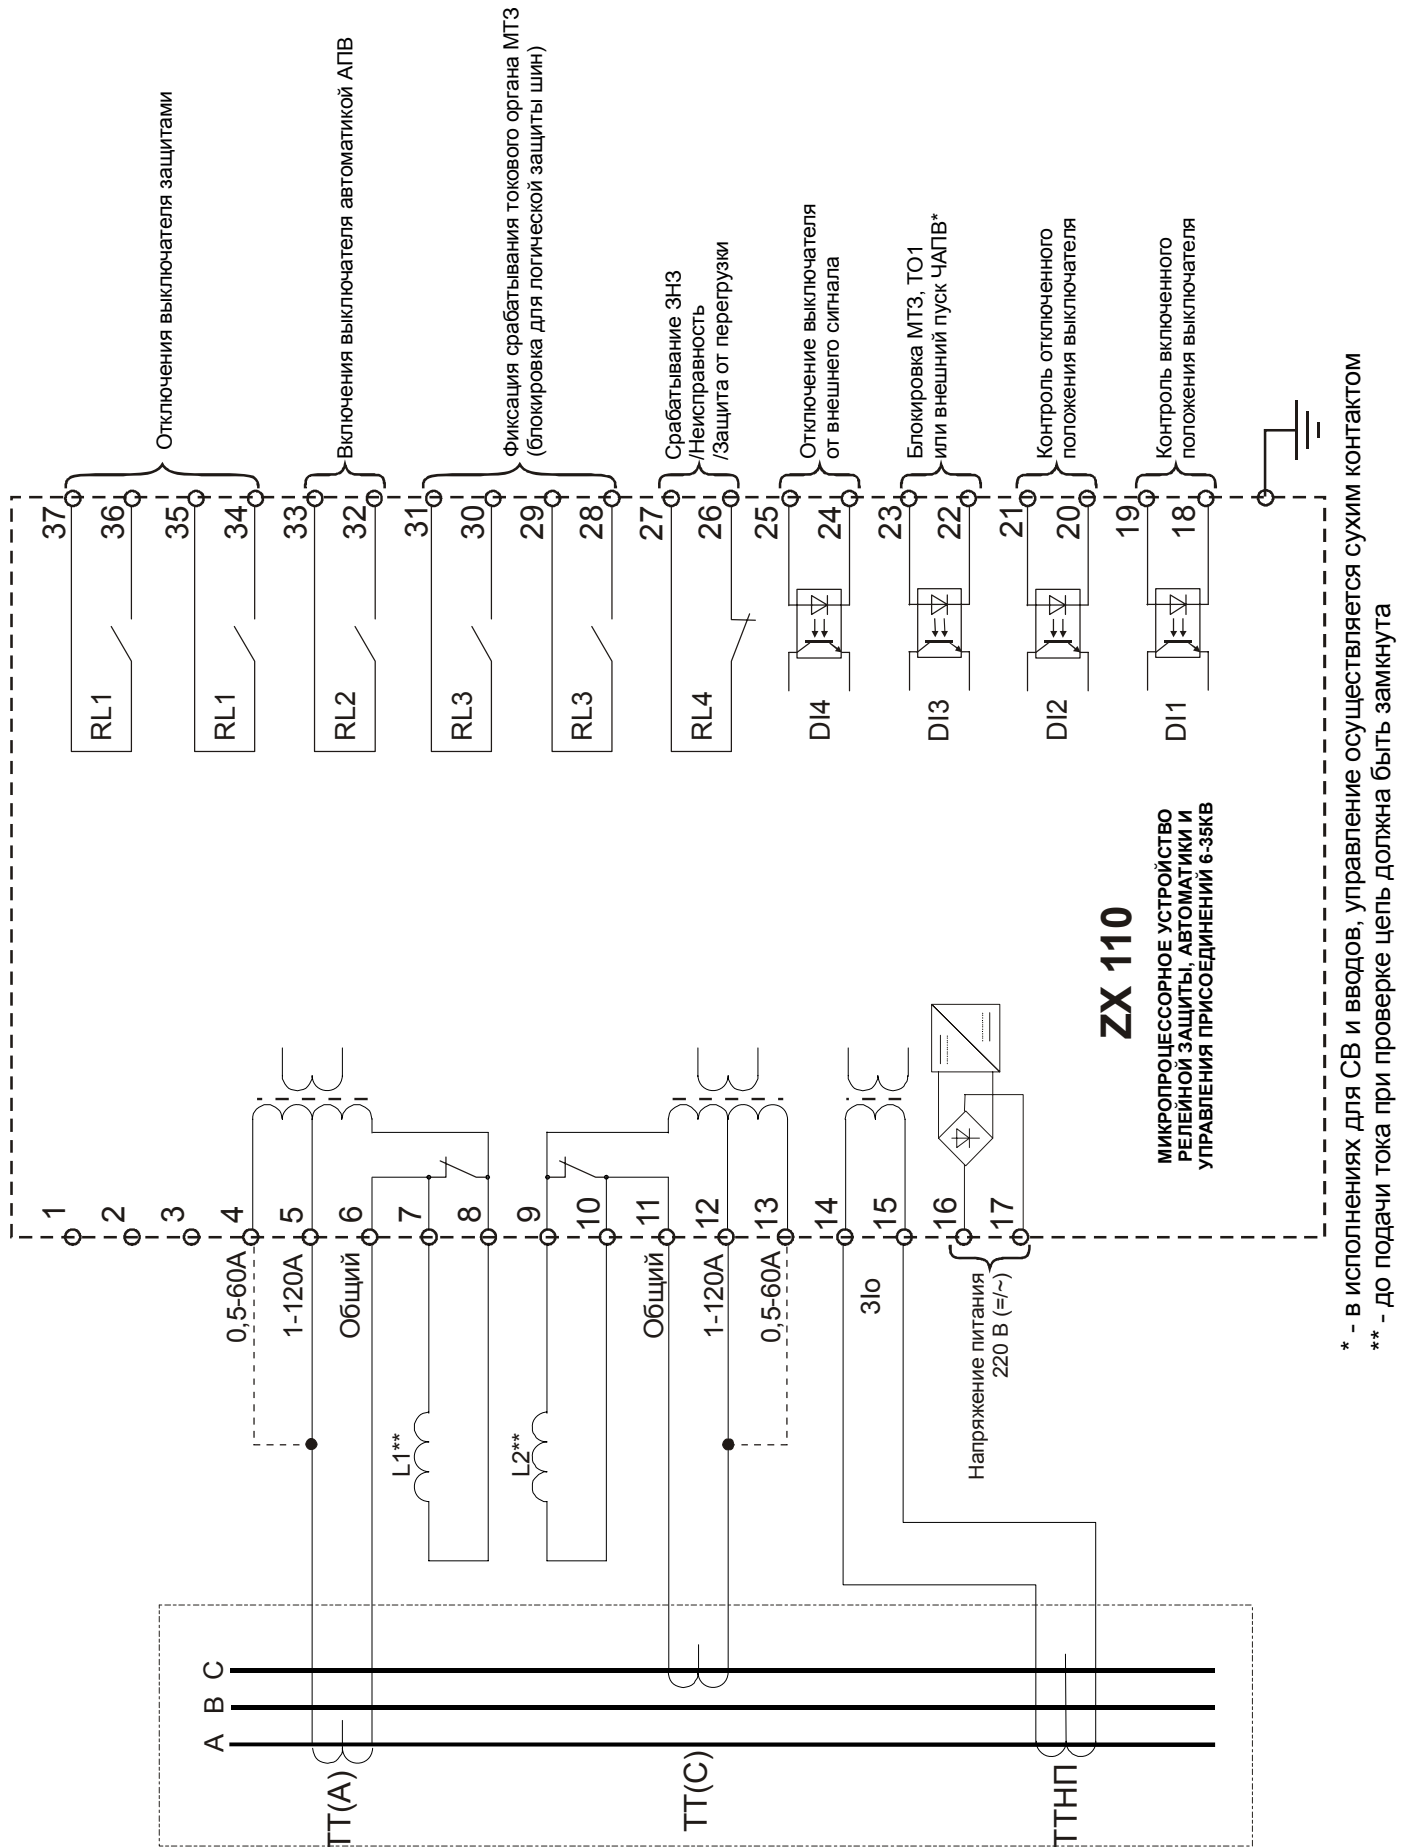 Отключения выключателя защитами
Включения выключателя автоматикой АПВ
Фиксация срабатывания токового органа МТЗ
(блокировка для логической защиты шин)
Срабатывание ЗНЗ
/Неисправность
/Защита от перегрузки
Отключение выключателя
от внешнего сигнала
Блокировка МТЗ, ТО1
или внешний пуск ЧАПВ*
Контроль отключенного
положения выключателя
Контроль включенного
положения выключателя
37
36
35
34
33
32
31
30
29
28
27
26
25
24
23
22
21
20
19
18
RL1
RL1
RL2
RL3
RL3
RL4
DI4
DI3
DI2
DI1
ZX 110
МИКРОПРОЦЕССОРНОЕ УСТРОЙСТВО
РЕЛЕЙНОЙ ЗАЩИТЫ, АВТОМАТИКИ И
УПРАВЛЕНИЯ ПРИСОЕДИНЕНИЙ 6-35КВ
1
2
3
4
5
6
7
8
9
10
11
12
13
14
15
16
17
0,5-60А
1-120А
Общий
L1**
L2**
Общий
1-120А
0,5-60А
3Io
Напряжение питания
220 В (=/~)
A
B
C
ТТ(А)
ТТ(С)
ТТНП
* - в исполнениях для СВ и вводов, управление осуществляется сухим контактом
** - до подачи тока при проверке цепь должна быть замкнута